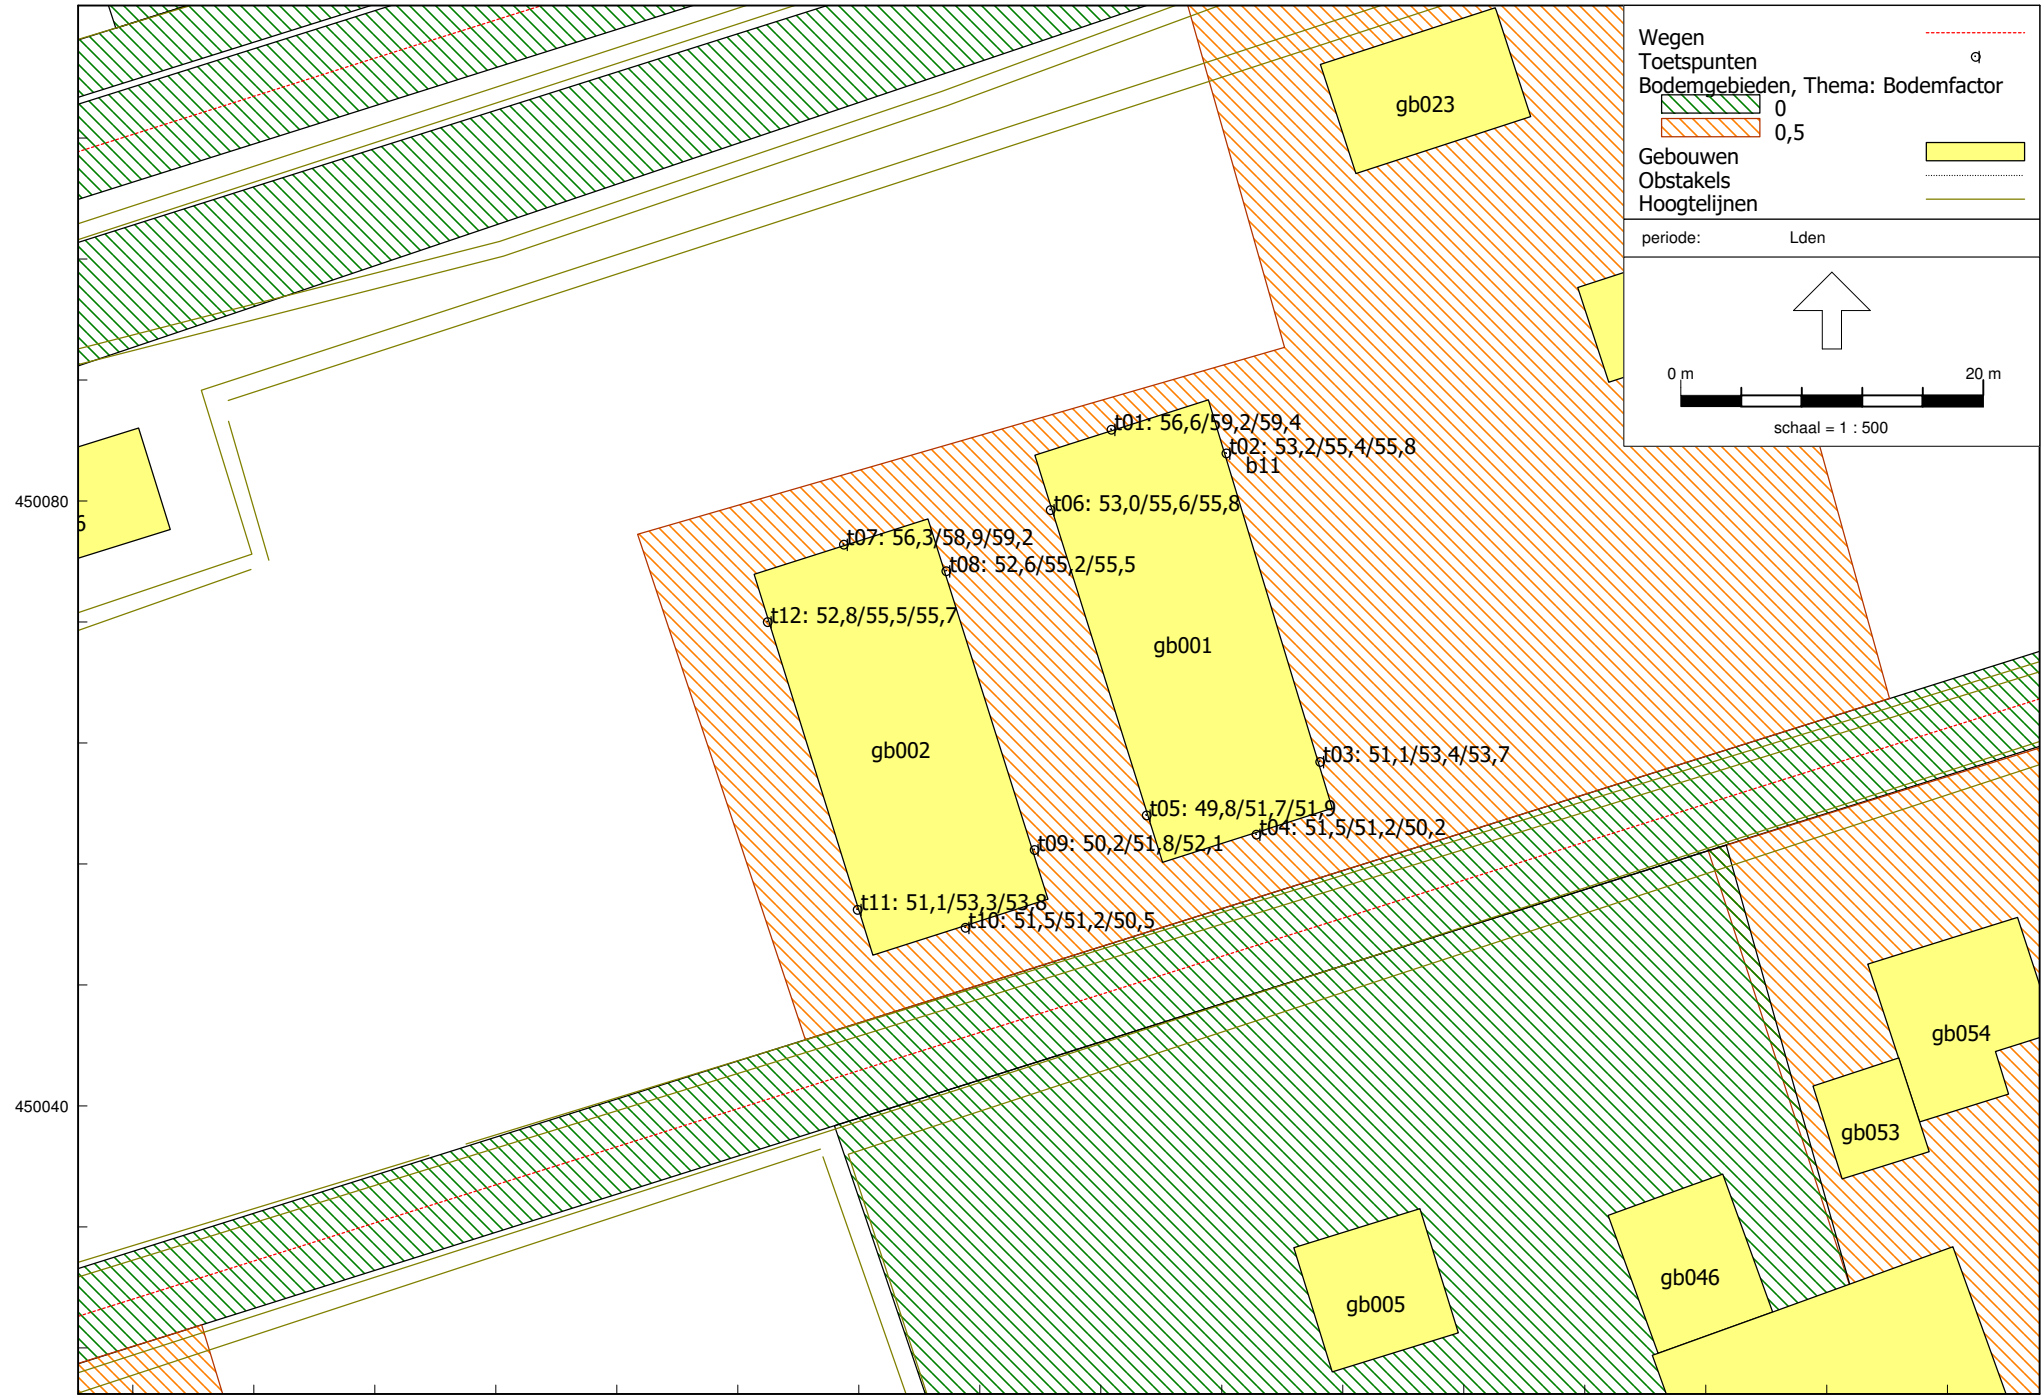 Wegen
Toetspunten
Bodemgebieden, Thema: Bodemfactor
0
0,5
Gebouwen
Obstakels
Hoogtelijnen
periode: Lden
0 m 20 m
schaal = 1 : 500
gb023
t01: 56,6/59,2/59,4
t02: 53,2/55,4/55,8
b11
450080
t06: 53,0/55,6/55,8
t07: 56,3/58,9/59,2
t08: 52,6/55,2/55,5
t12: 52,8/55,5/55,7
gb001
gb002
t03: 51,1/53,4/53,7
t05: 49,8/51,7/51,9
t04: 51,5/51,2/50,2
t09: 50,2/51,8/52,1
t11: 51,1/53,3/53,8
t10: 51,5/51,2/50,5
gb054
450040
gb053
gb046
gb005